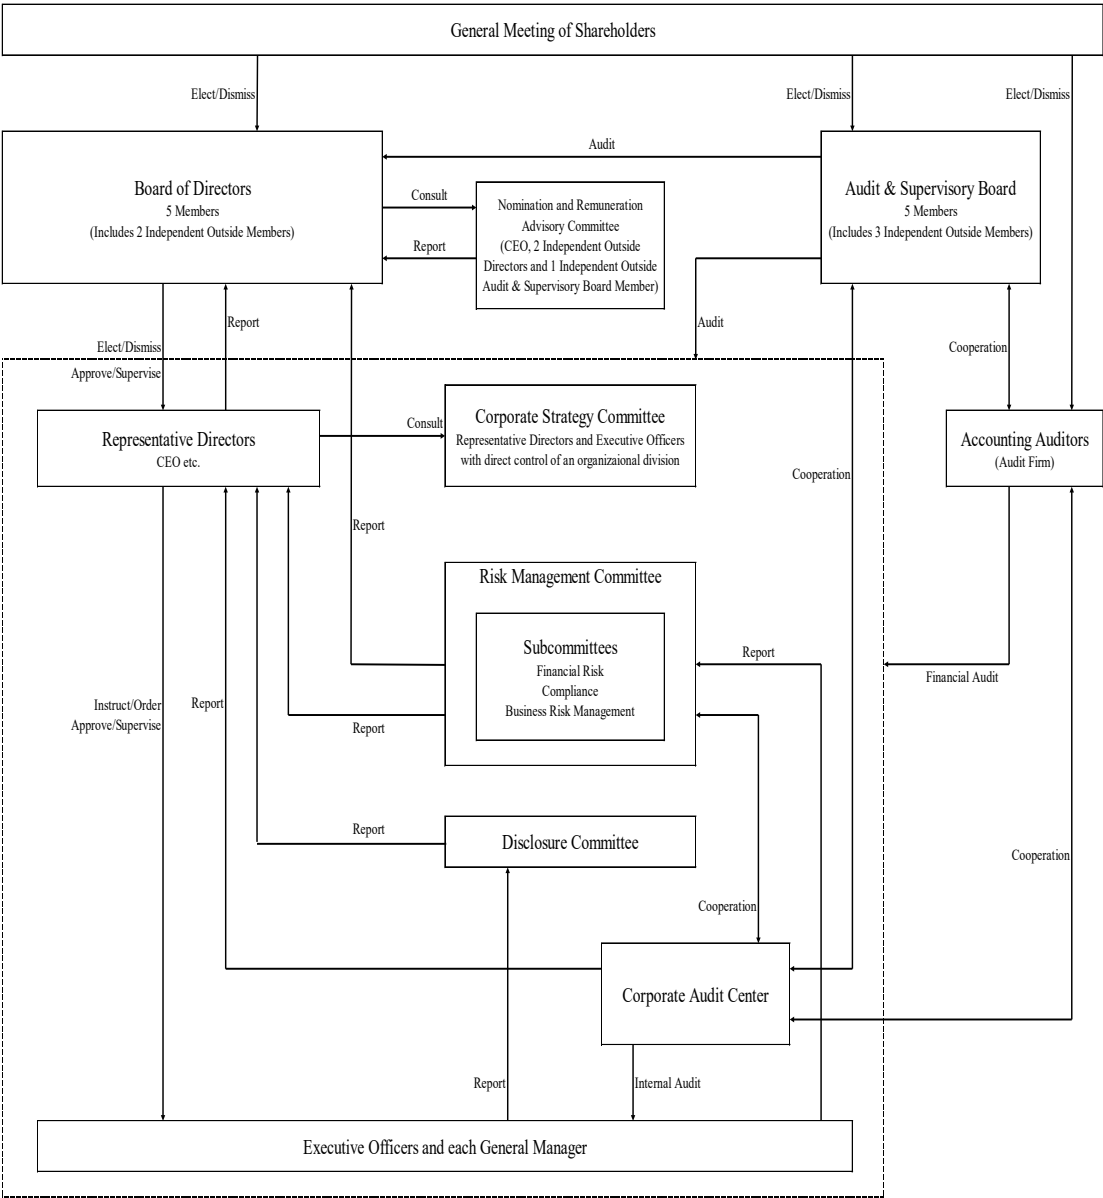 General Meeting of Shareholders
Elect/Dismiss
Elect/Dismiss
Elect/Dismiss
Board of Directors
5 Members
(Includes 2 Independent Outside Members)
Audit
Consult
Report
Nomination and Remuneration
Advisory Committee
(CEO, 2 Independent Outside
Directors and 1 Independent Outside
Audit & Supervisory Board Member)
Audit & Supervisory Board
5 Members
(Includes 3 Independent Outside Members)
Report
Audit
Elect/Dismiss
Approve/Supervise
Cooperation
Representative Directors
CEO etc.
Consult
Corporate Strategy Committee
Representative Directors and Executive Officers
with direct control of an organizaional division
Accounting Auditors
(Audit Firm)
Cooperation
Report
Risk Management Committee
Subcommittees
Financial Risk
Compliance
Business Risk Management
Report
Financial Audit
Instruct/Order
Approve/Supervise
Report
Report
Report
Disclosure Committee
Cooperation
Cooperation
Corporate Audit Center
Report
Internal Audit
Executive Officers and each General Manager